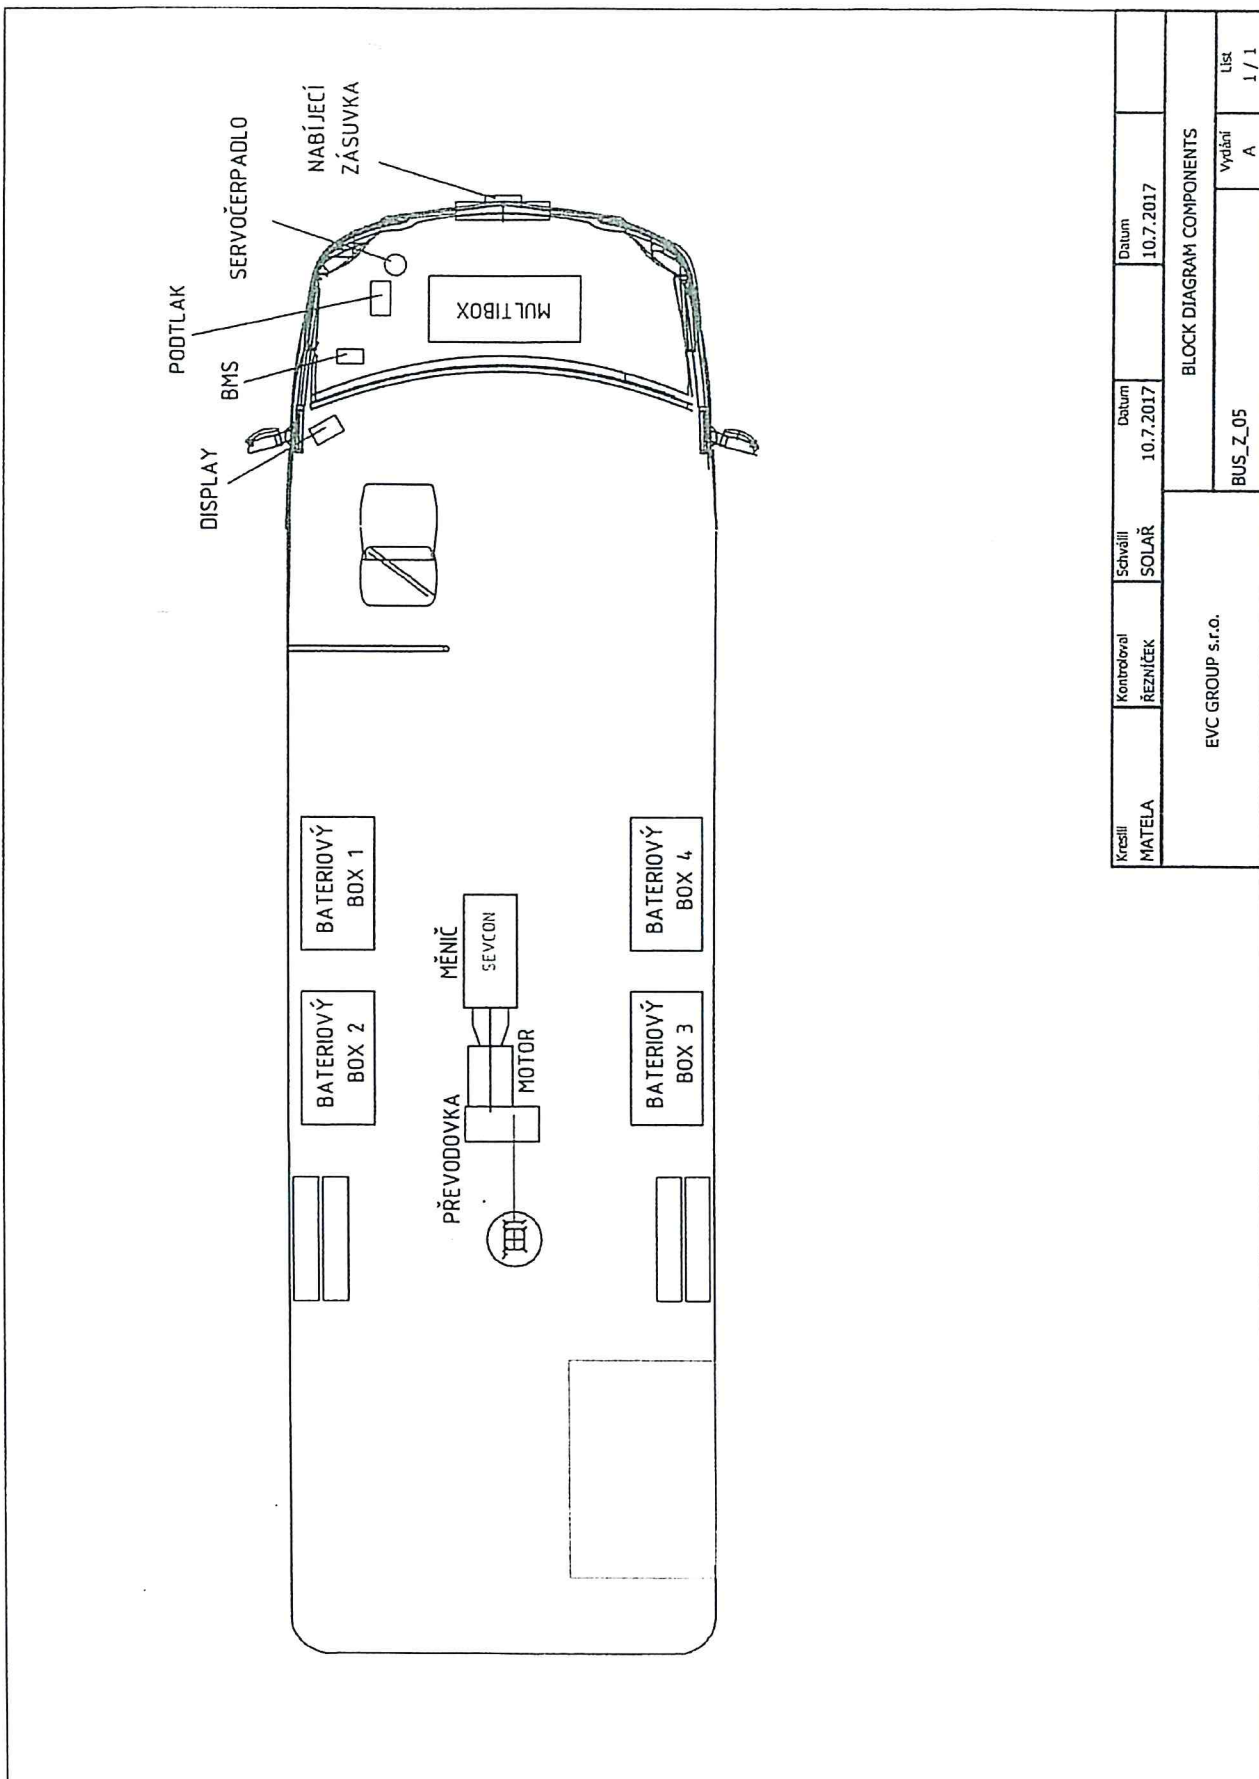 NABÍJECÍ
ZÁSUVKA
SERVOČERPADLO
PODTLAK
BMS
DISPLAY
MULTIBOX
BATERIOVÝ
BOX 1
BATERIOVÝ
BOX 2
MĚNIČ
SEVCON
MOTOR
PŘEVODOVKA
BATERIOVÝ
BOX 4
BATERIOVÝ
BOX 3
Kreslil
MATELA
Kontroloval
ŘEZNÍČEK
Schválil
SOLAŘ
Datum
10.7.2017
Datum
10.7.2017
EVC GROUP s.r.o.
BLOCK DIAGRAM COMPONENTS
BUS_Z_05
Vydání
A
List
1 / 1